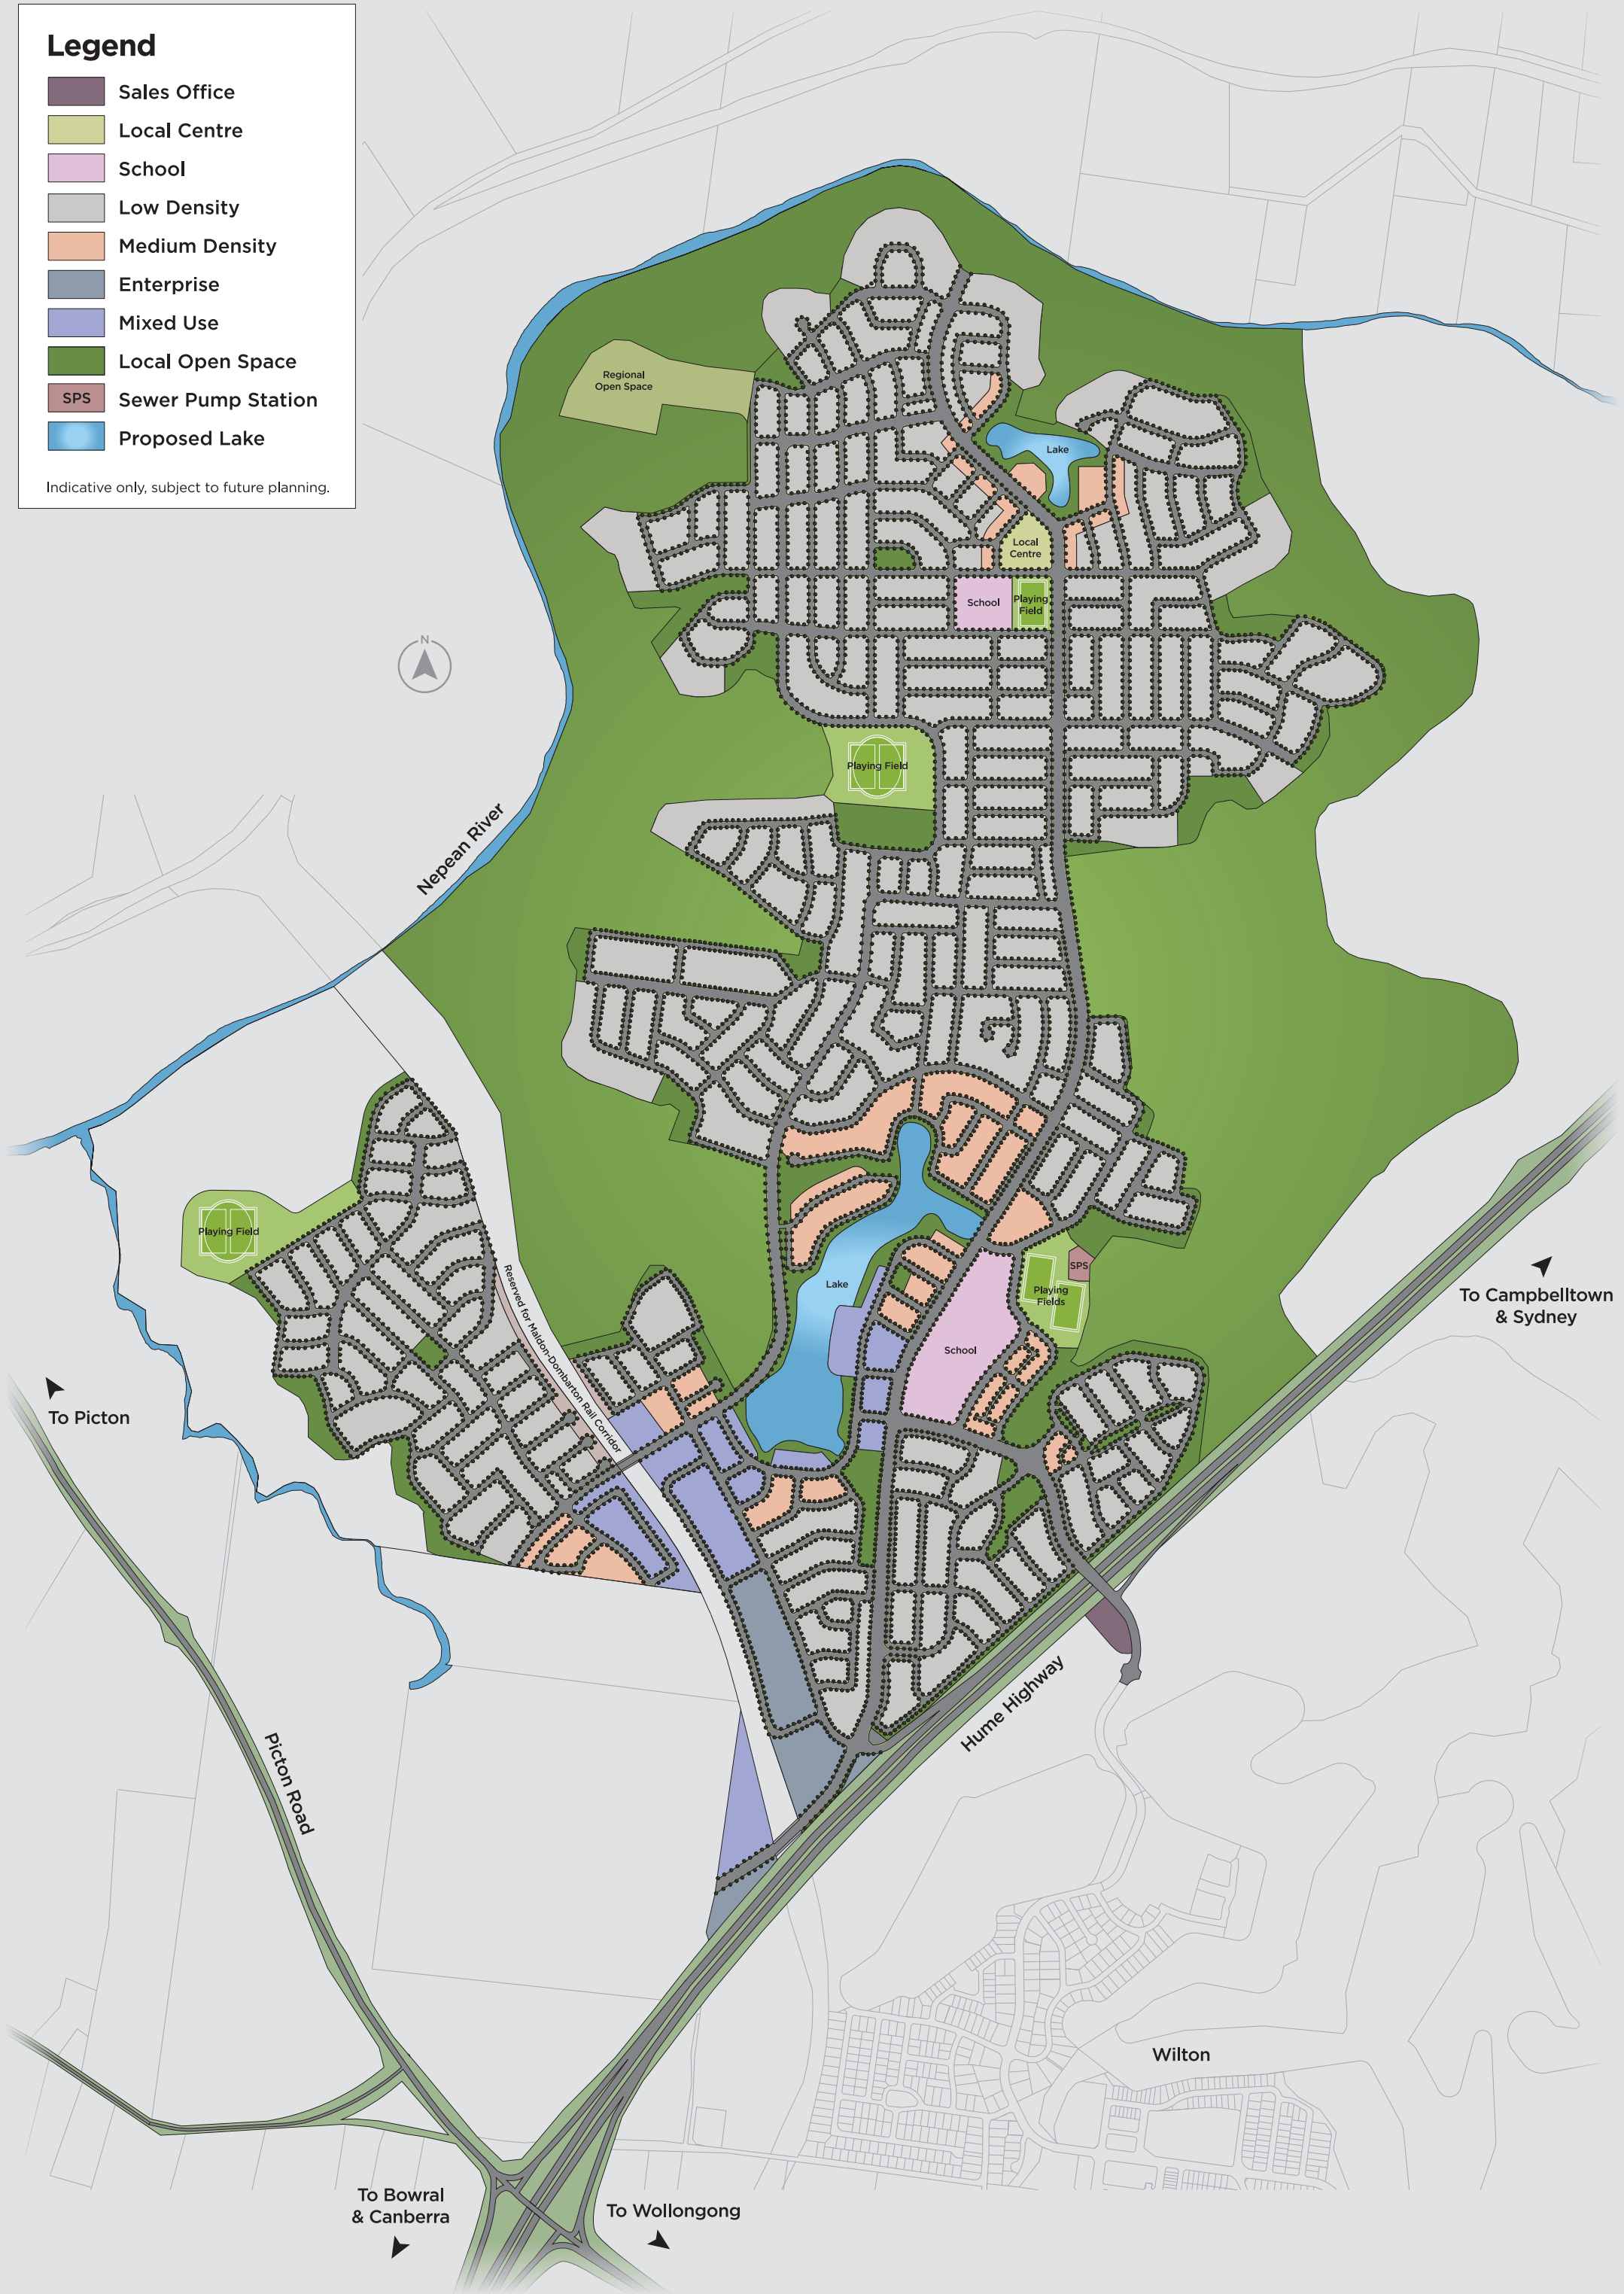 Legend
Sales Office
Local Centre
School
Low Density
Medium Density
Enterprise
Mixed Use
Local Open Space
SPS
Sewer Pump Station
Proposed Lake
Indicative only, subject to future planning.
Regional
Open Space
Lake
Local
Centre
School
Playing
Field
N
Playing Field
Nepean River
Playing Field
Reserved for Maldon-Dombarton Rail Corridor
Lake
SPS
Playing
Fields
School
To Campbelltown
& Sydney
To Picton
Hume Highway
Picton Road
Wilton
To Bowral
& Canberra
To Wollongong